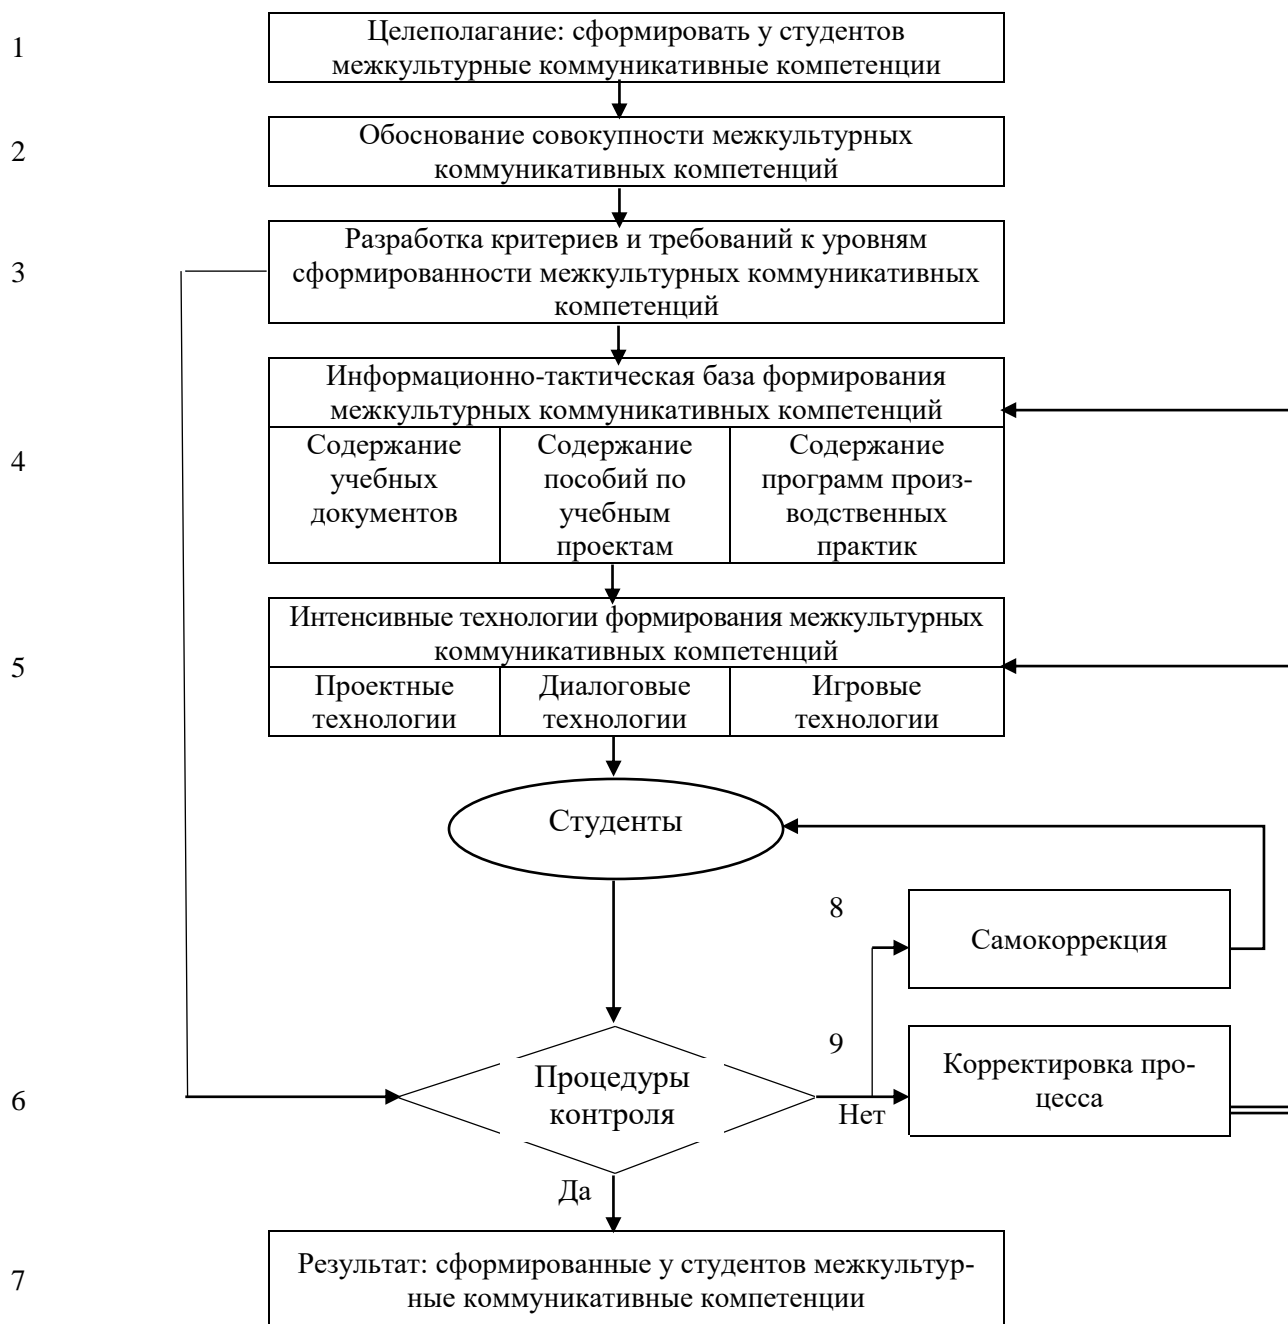 1
Целеполагание: сформировать у студентов
межкультурные коммуникативные компетенции
2
Обоснование совокупности межкультурных
коммуникативных компетенций
3
Разработка критериев и требований к уровням
сформированности межкультурных коммуникативных
компетенций
Информационно-тактическая база формирования
межкультурных коммуникативных компетенций
4
Содержание
учебных
документов
Содержание
пособий по
учебным
проектам
Содержание
программ произ-
водственных
практик
Интенсивные технологии формирования межкультурных
коммуникативных компетенций
5
Проектные
технологии
Диалоговые
технологии
Игровые
технологии
Студенты
8
Самокоррекция
9
Корректировка про-
цесса
6
Процедуры
контроля
Нет
Да
7
Результат: сформированные у студентов межкультур-
ные коммуникативные компетенции